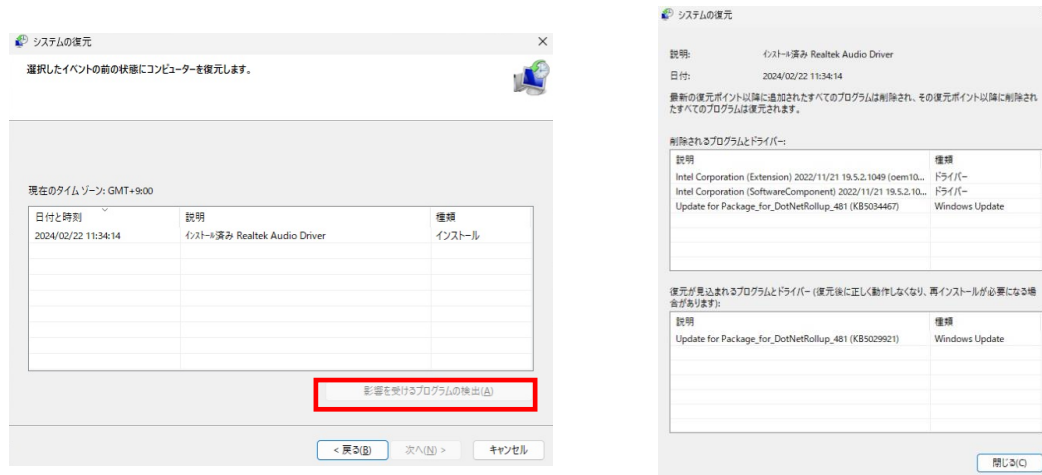 システムの復元
選択したイベントの前の状態にコンピューターを復元します。
現在のタイム ゾーン: GMT+9:00
日付と時刻 説明 種類
2024/02/22 11:34:14 インストール済み Realtek Audio Driver インストール
影響を受けるプログラムの検出(A)
< 戻る(B) 次へ(N) > キャンセル
システムの復元
説明: インストール済み Realtek Audio Driver
日付: 2024/02/22 11:34:14
最新の復元ポイント以降に追加されたすべてのプログラムは削除され、その復元ポイント以降に削除され
たすべてのプログラムは復元されます。
削除されるプログラムとドライバー:
説明 種類
Intel Corporation (Extension) 2022/11/21 19.5.2.1049 (oem10... ドライバー
Intel Corporation (SoftwareComponent) 2022/11/21 19.5.2.10... ドライバー
Update for Package_for_DotNetRollup_481 (KB5034467) Windows Update
復元が見込まれるプログラムとドライバー (復元後に正しく動作しなくなり、再インストールが必要になる場
合があります):
説明 種類
Update for Package_for_DotNetRollup_481 (KB5029921) Windows Update
閉じる(C)